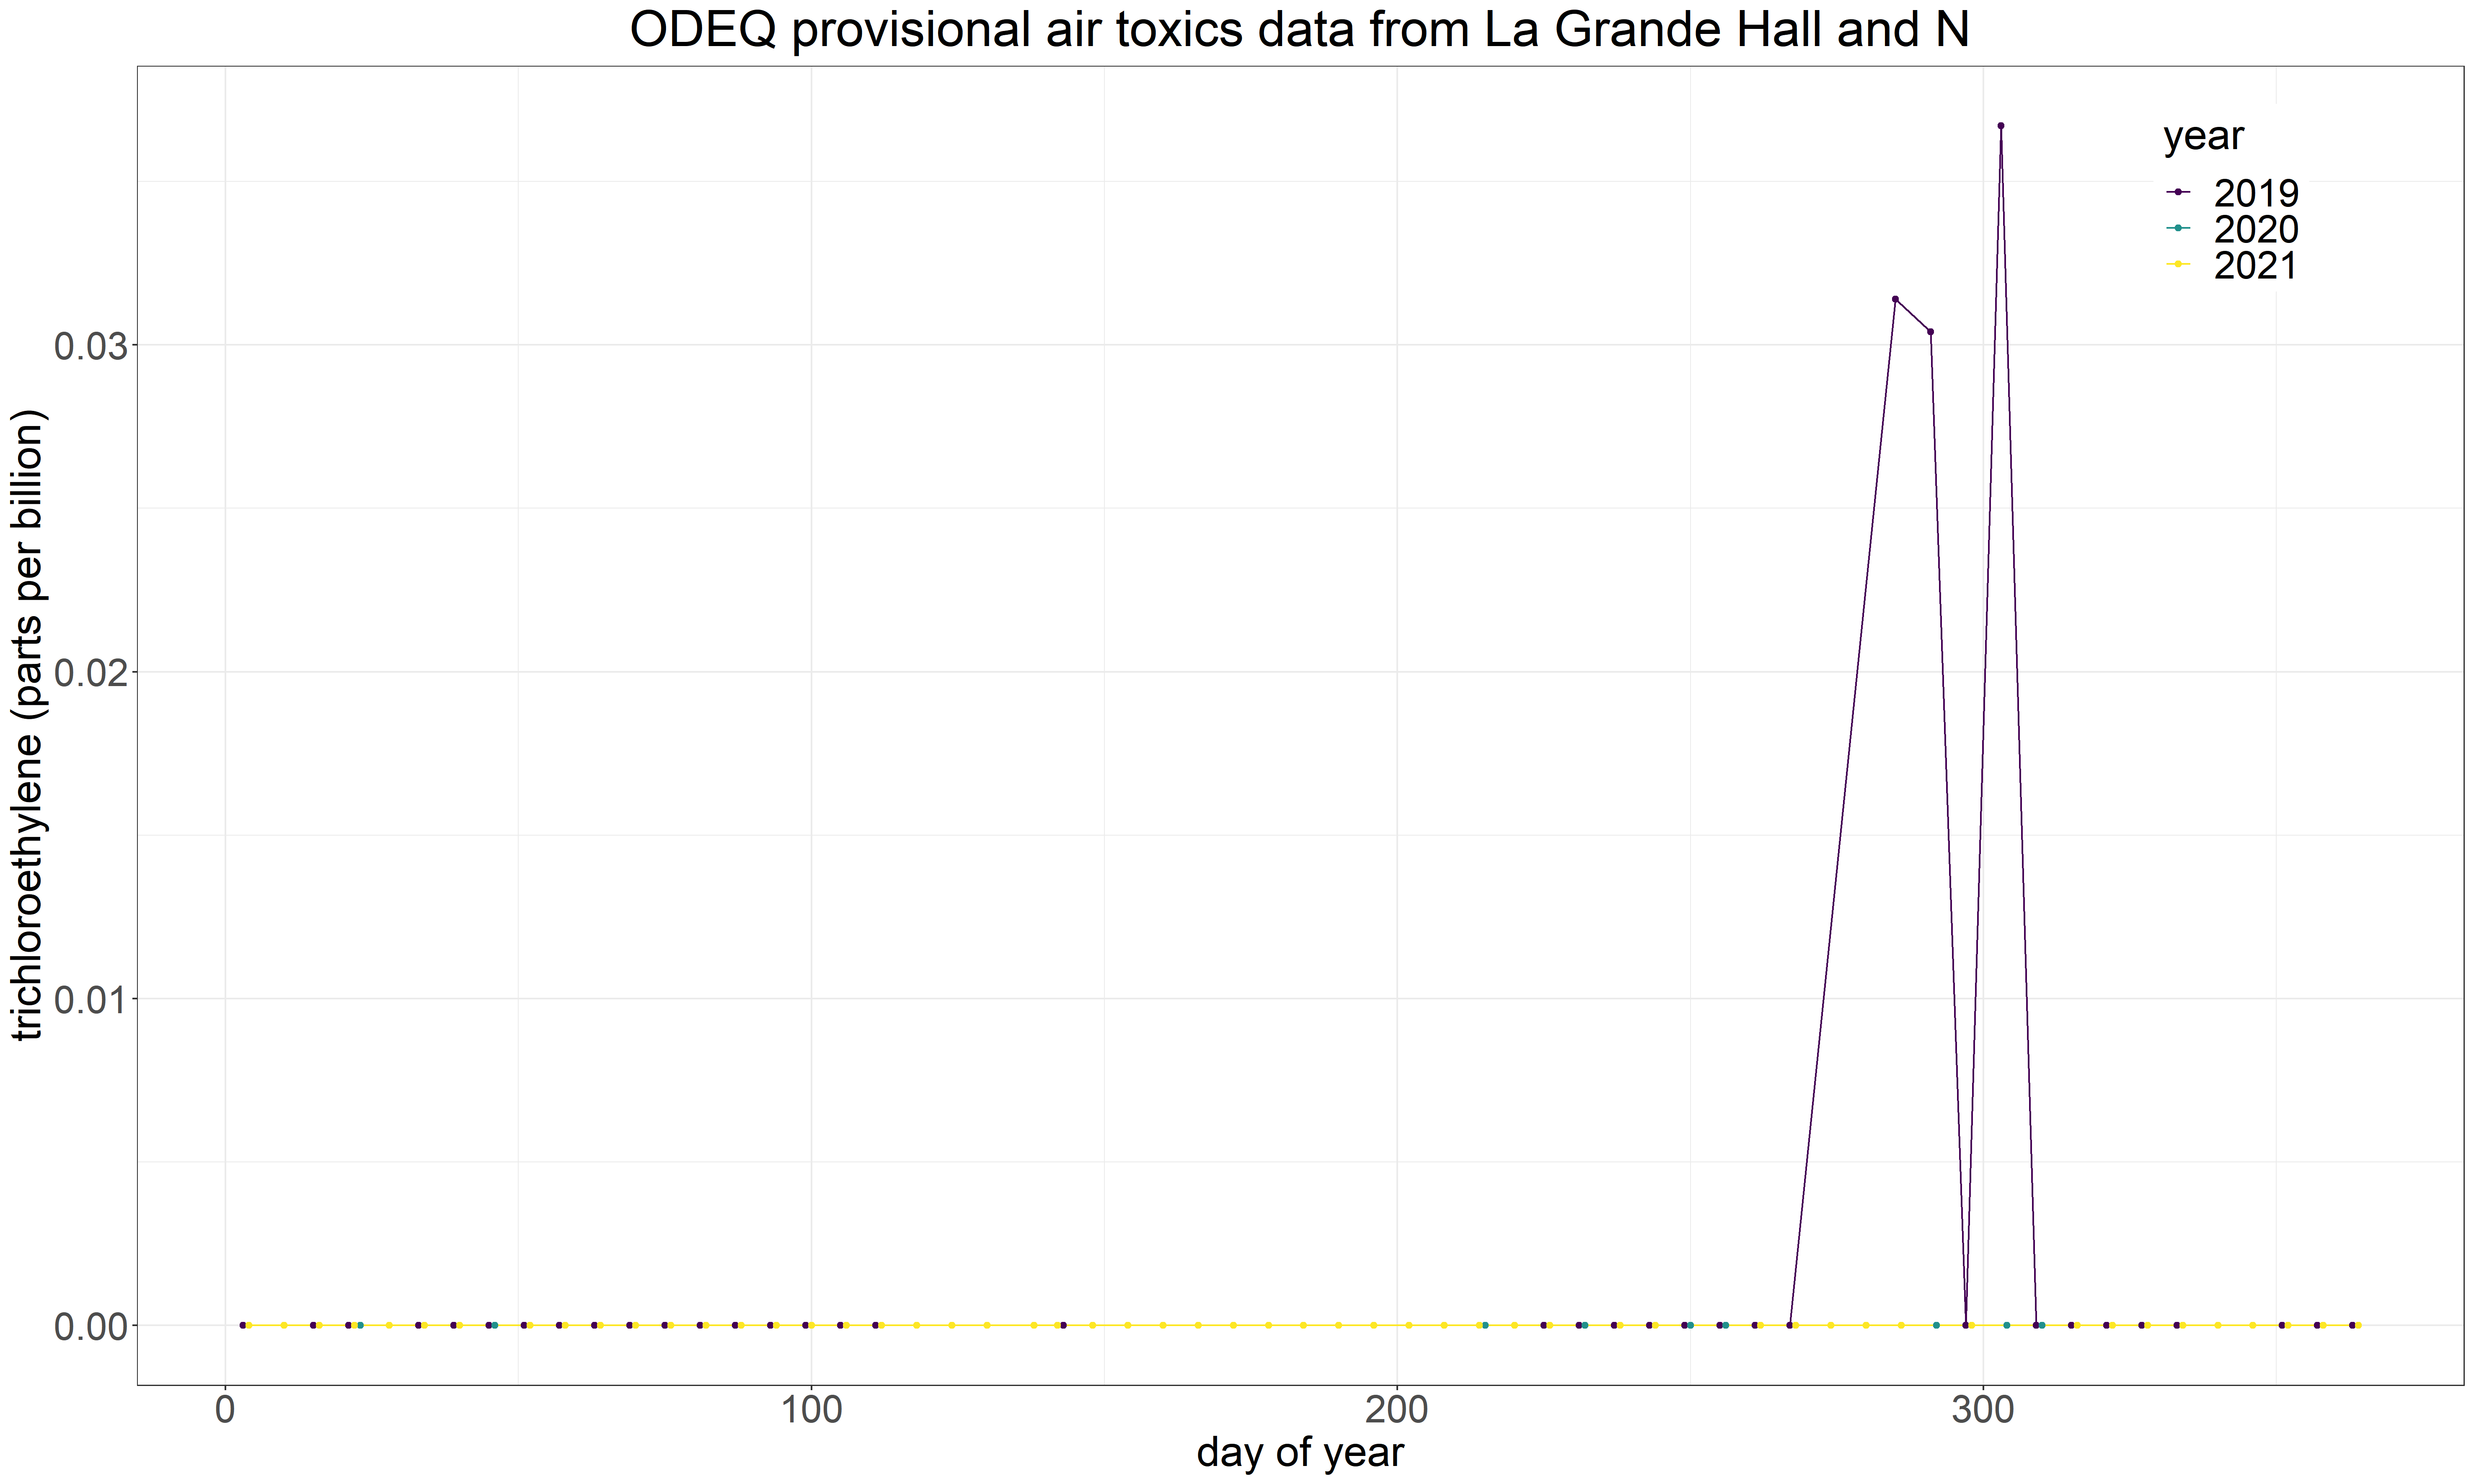 ODEQ provisional air toxics data from La Grande Hall and N
year
2019
2020
2021
trichloroethylene (parts per billion)
0.03
0.02
0.01
0.00
0 100 200 300
day of year